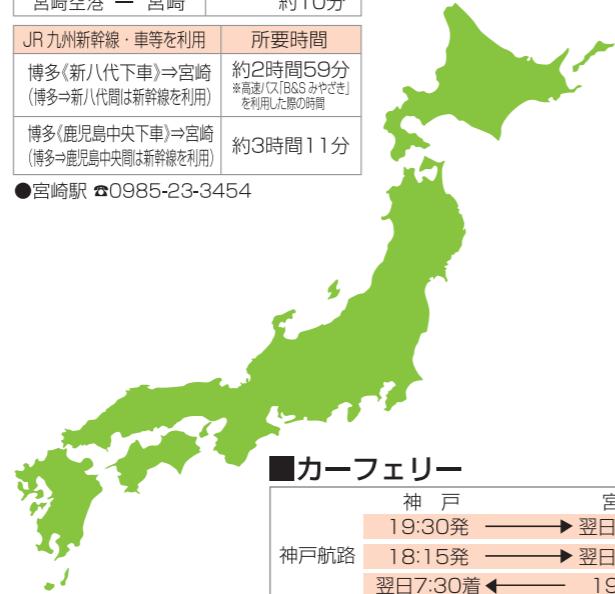 宮崎空港 ー 宮崎 約10分
JR 九州新幹線・車等を利用 所要時間
博多《新八代下車》⇒宮崎 約2時間59分
(博多⇒新八代間は新幹線を利用) ※高速バス「B&S みやざき」
を利用した際の時間
博多《鹿児島中央下車》⇒宮崎 約3時間11分
(博多⇒鹿児島中央間は新幹線を利用)
●宮崎駅 ☎0985-23-3454
■カーフェリー
神 戸 宮
19:30発 翌日
神戸航路 18:15発 翌日
翌日7:30着 19